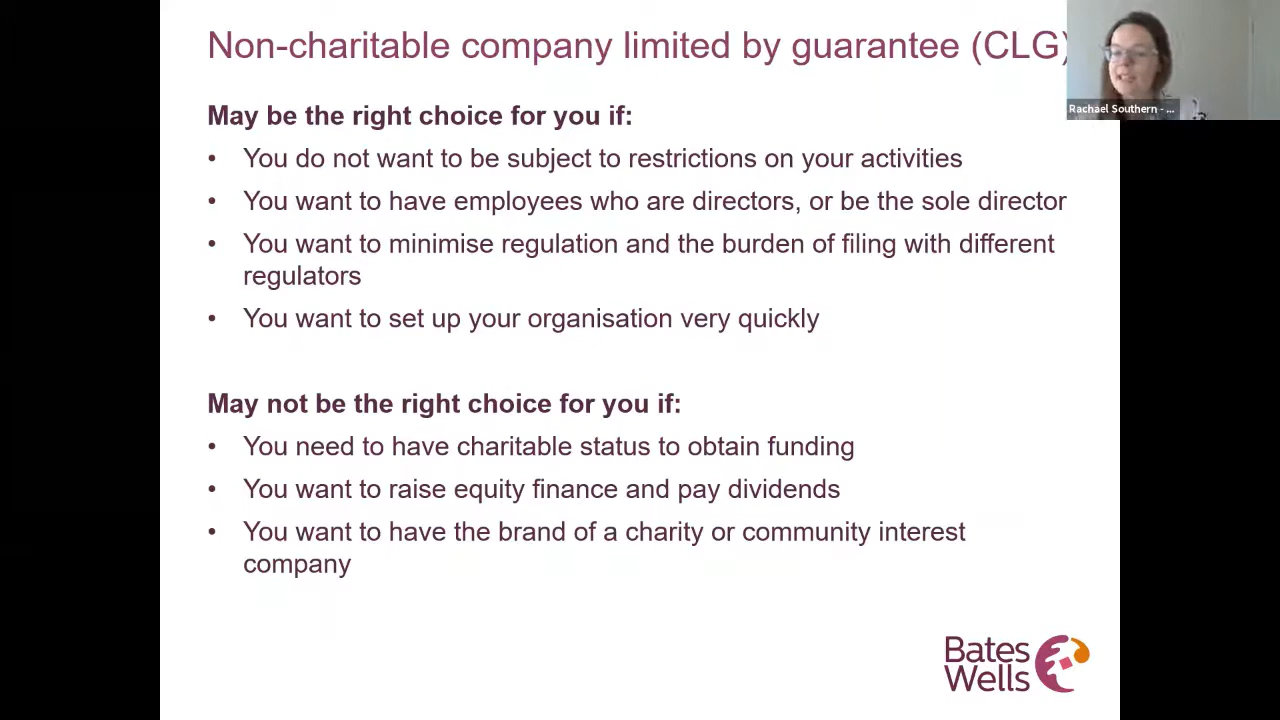 Non-charitable company limited by guarantee (CLG)
Rachael Southern - ...
May be the right choice for you if:
• You do not want to be subject to restrictions on your activities
• You want to have employees who are directors, or be the sole director
• You want to minimise regulation and the burden of filing with different
regulators
• You want to set up your organisation very quickly
May not be the right choice for you if:
• You need to have charitable status to obtain funding
• You want to raise equity finance and pay dividends
• You want to have the brand of a charity or community interest
company
Bates
Wells